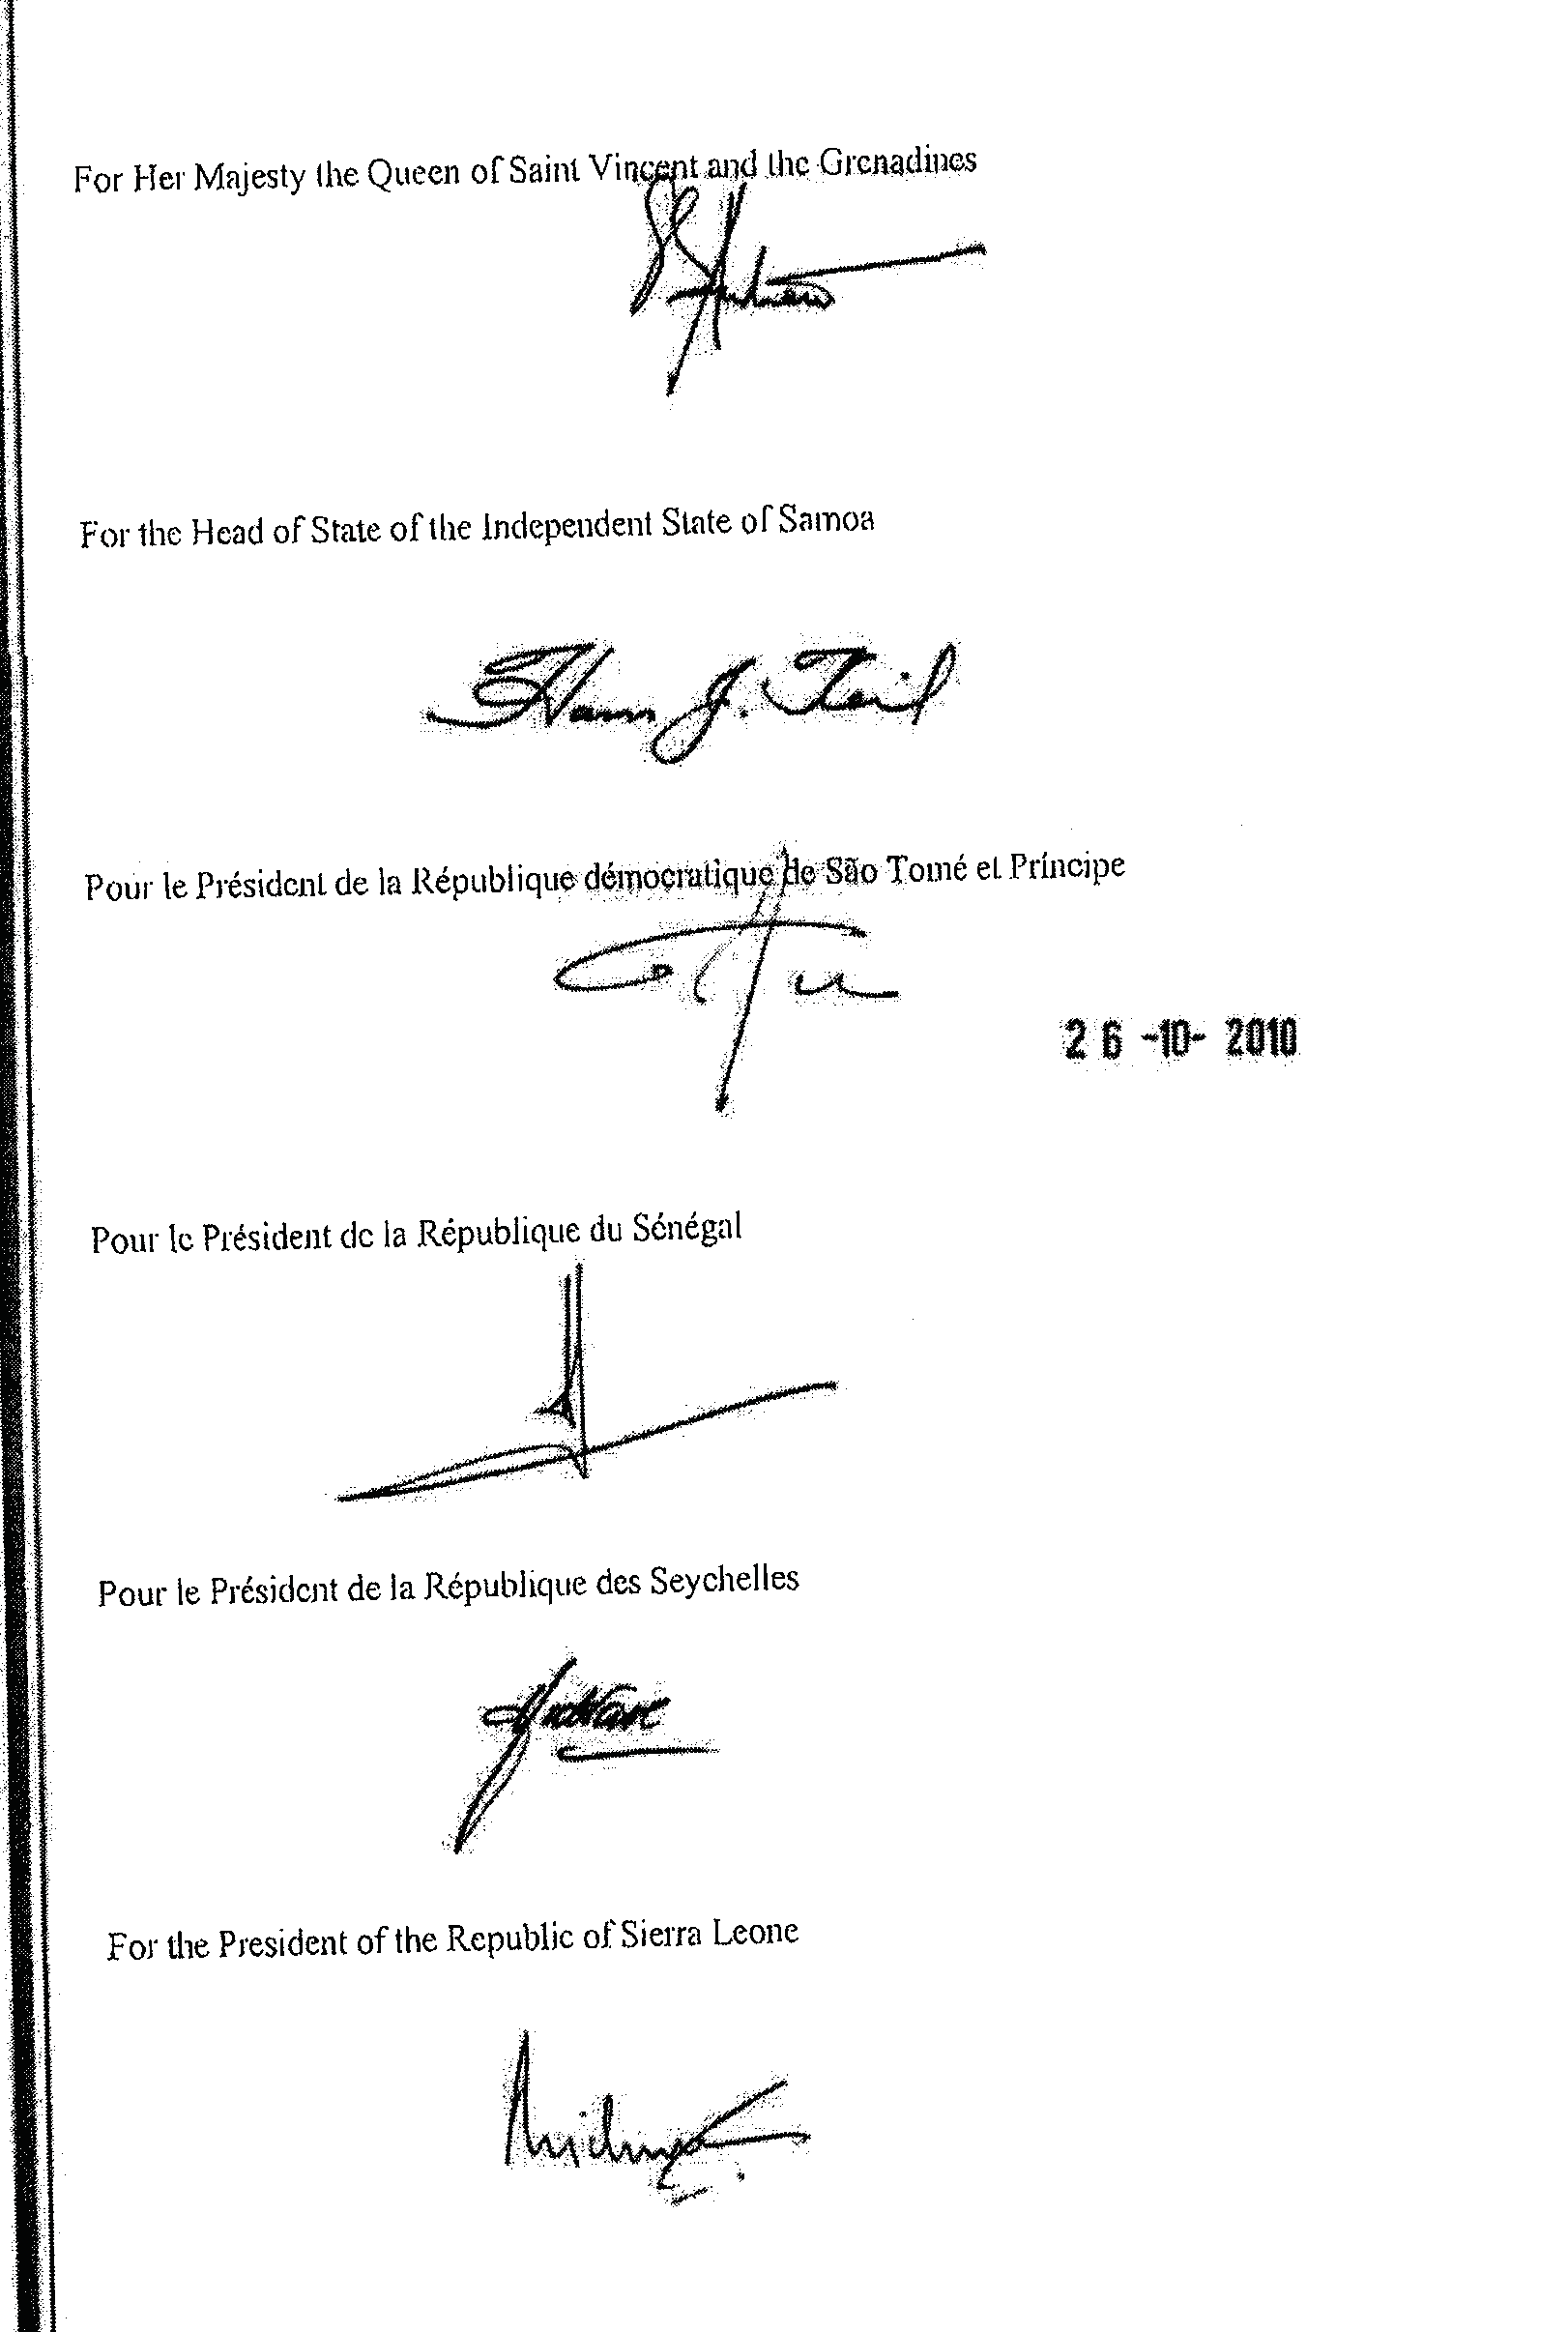 For Her Majesty the Queen of Saint Vincent and the Grenadines
For the Head of State of the Independent State of Samoa
Pour le Président de la République démocratique de São Tomé et Príncipe
26 -10- 2010
Pour le Président de la République du Sénégal
Pour le Président de la République des Seychelles
For the President of the Republic of Sierra Leone